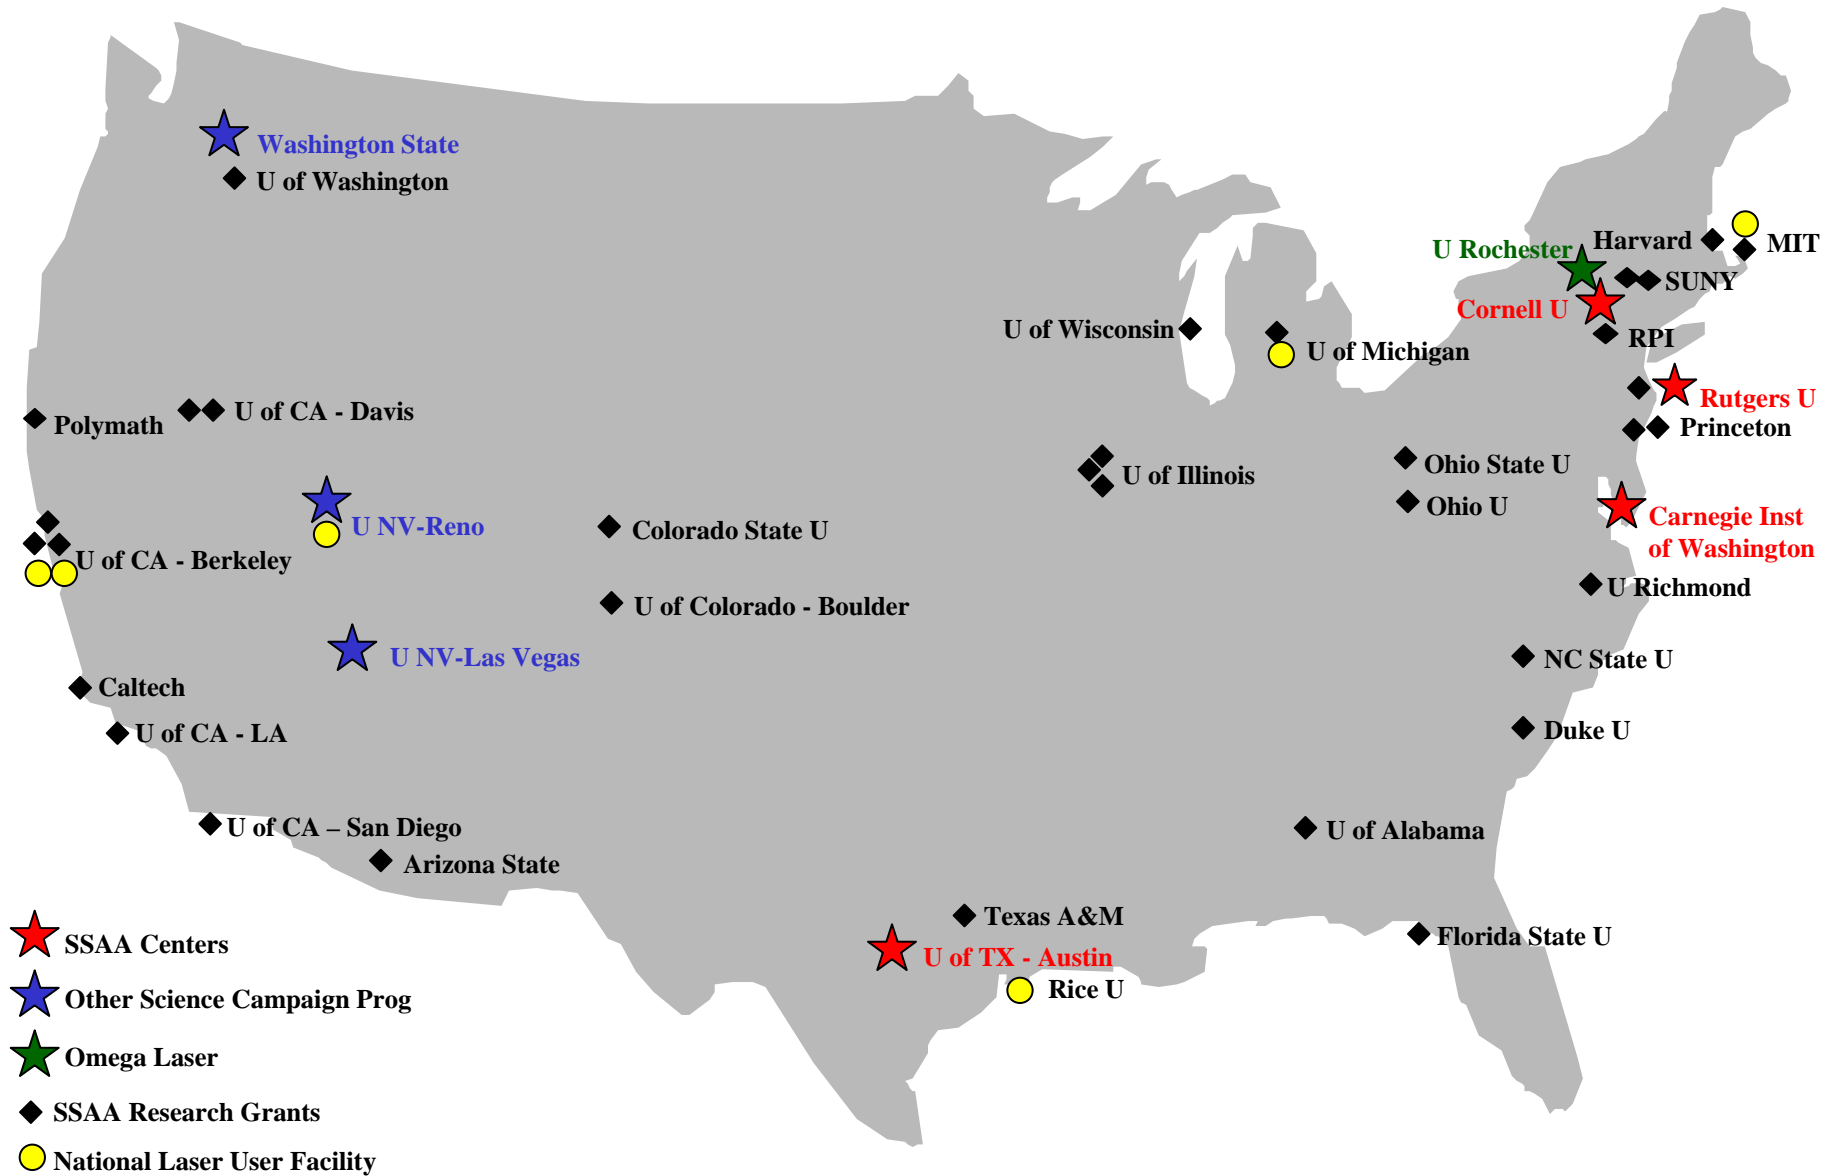 Washington State
U of Washington
U Rochester
Harvard
MIT
SUNY
Cornell U
U of Wisconsin
U of Michigan
RPI
Rutgers U
Polymath
U of CA - Davis
Princeton
U of Illinois
Ohio State U
Ohio U
U NV-Reno
Colorado State U
Carnegie Inst
of Washington
U of CA - Berkeley
U Richmond
U of Colorado - Boulder
U NV-Las Vegas
NC State U
Caltech
U of CA - LA
Duke U
U of CA – San Diego
U of Alabama
Arizona State
Texas A&M
Florida State U
U of TX - Austin
Rice U
SSAA Centers
Other Science Campaign Prog
Omega Laser
SSAA Research Grants
National Laser User Facility